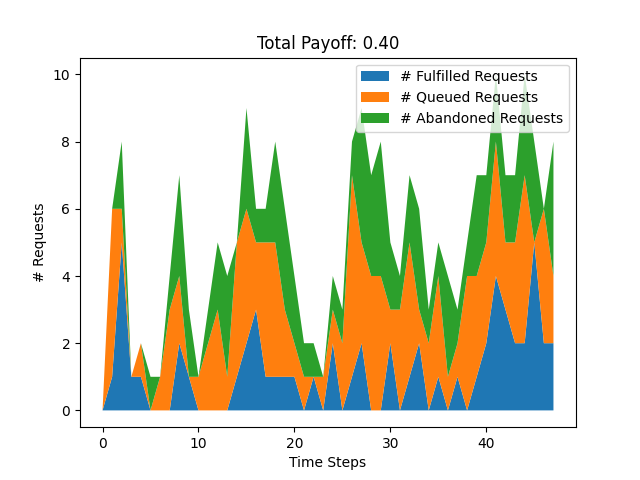 Total Payoff: 0.40
# Fulfilled Requests
# Queued Requests
# Abandoned Requests
10
8
6
4
2
0
# Requests
0 10 20 30 40
Time Steps